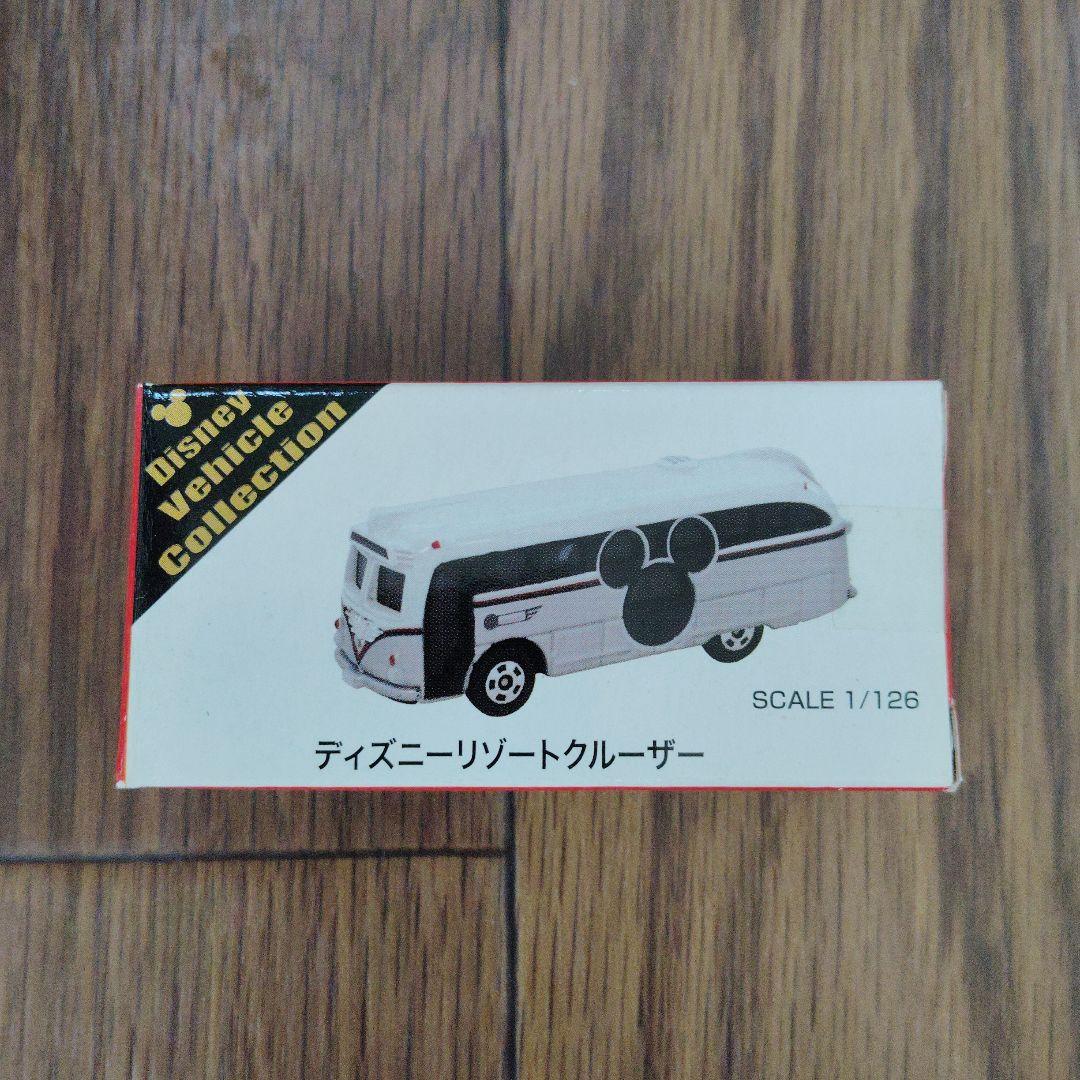 Disney
Vehicle
Collection
SCALE 1/126
ディズニーリゾートクルーザー